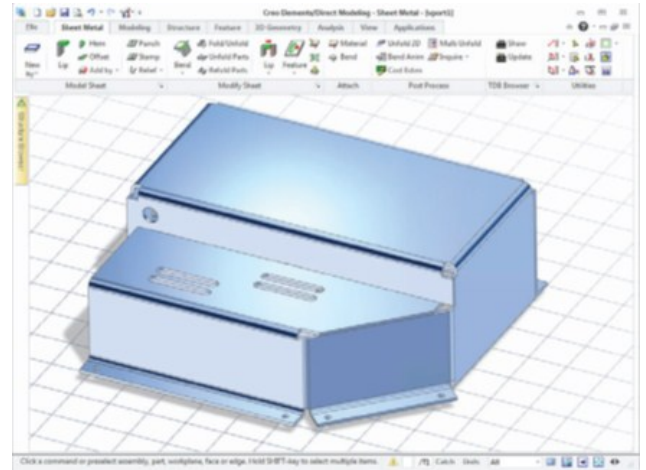 Creo Elements/Direct Modeling - Sheet Metal - [sport1]
File Sheet Metal Modeling Structure Feature 3D Geometry Analysis View Applications
Hem Punch Fold/Unfold Material Unfold 2D Multi Unfold Show
New Lip Offset Stamp Bend Unfold Parts Lip Feature Bend Bend Annos Inquire Update
Add by Relief Refold Parts Cost Estim
Model Sheet Modify Sheet Attach Post Process TDB Browser Utilities
Structure Browser
Click a command or preselect assembly, part, workplane, face or edge. Hold SHIFT-key to select multiple items. Catch Units All